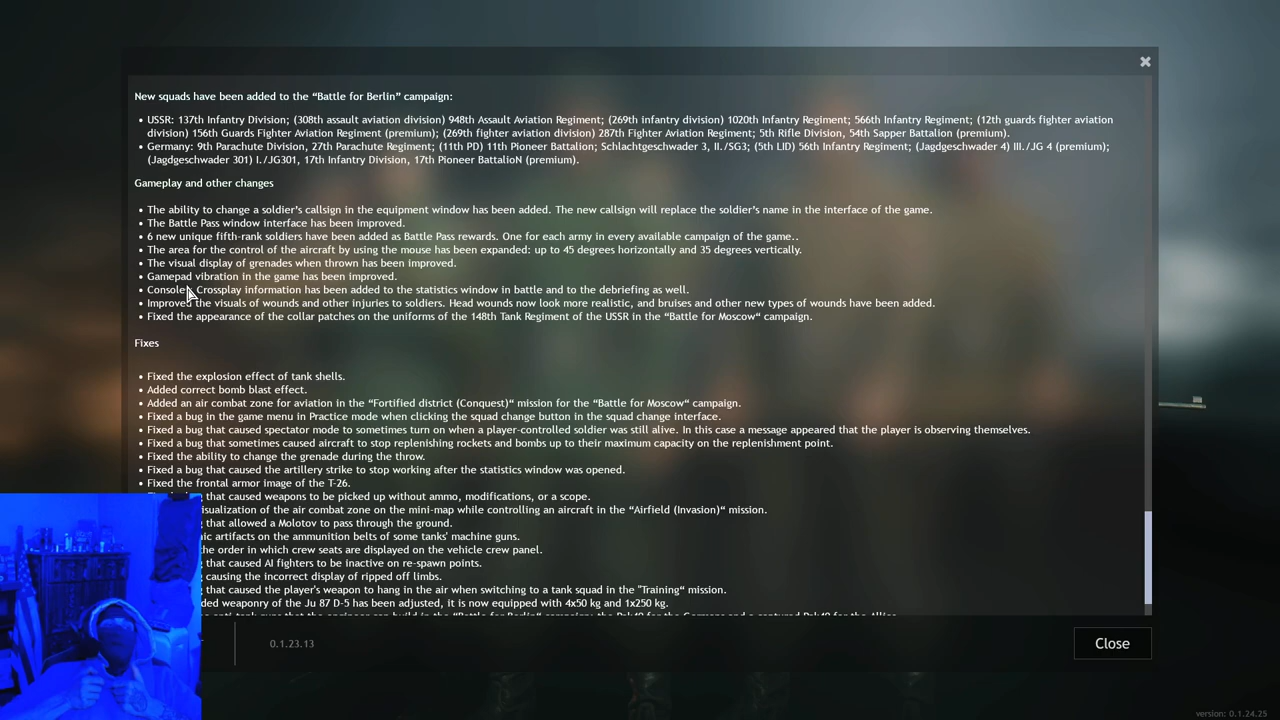 New squads have been added to the “Battle for Berlin” campaign:
• USSR: 137th Infantry Division; (308th assault aviation division) 948th Assault Aviation Regiment; (269th infantry division) 1020th Infantry Regiment; 566th Infantry Regiment; (12th guards fighter
aviation division) 156th Guards Fighter Aviation Regiment (premium); (269th fighter aviation division) 287th Fighter Aviation Regiment; 5th Rifle Division, 54th Sapper Battalion (premium).
• Germany: 9th Parachute Division, 27th Parachute Regiment; (11th PD) 11th Pioneer Battalion; Schlachtgeschwader 3, II./SG3; (5th LID) 56th Infantry Regiment; (Jagdgeschwader 4) III./JG 4 (premium);
(Jagdgeschwader 301) I./JG301, 17th Infantry Division, 17th Pioneer BattalioN (premium).
Gameplay and other changes
• The ability to change a soldier’s callsign in the equipment window has been added. The new callsign will replace the soldier’s name in the interface of the game.
• The Battle Pass window interface has been improved.
• 6 new unique fifth-rank soldiers have been added as Battle Pass rewards. One for each army in every available campaign of the game..
• The area for the control of the aircraft by using the mouse has been expanded: up to 45 degrees horizontally and 35 degrees vertically.
• The visual display of grenades when thrown has been improved.
• Gamepad vibration in the game has been improved.
• Console Crossplay information has been added to the statistics window in battle and to the debriefing as well.
• Improved the visuals of wounds and other injuries to soldiers. Head wounds now look more realistic, and bruises and other new types of wounds have been added.
• Fixed the appearance of the collar patches on the uniforms of the 148th Tank Regiment of the USSR in the “Battle for Moscow“ campaign.
Fixes
• Fixed the explosion effect of tank shells.
• Added correct bomb blast effect.
• Added an air combat zone for aviation in the “Fortified district (Conquest)“ mission for the “Battle for Moscow“ campaign.
• Fixed a bug in the game menu in Practice mode when clicking the squad change button in the squad change interface.
• Fixed a bug that caused spectator mode to sometimes turn on when a player-controlled soldier was still alive. In this case a message appeared that the player is observing themselves.
• Fixed a bug that sometimes caused aircraft to stop replenishing rockets and bombs up to their maximum capacity on the replenishment point.
• Fixed the ability to change the grenade during the throw.
• Fixed a bug that caused the artillery strike to stop working after the statistics window was opened.
• Fixed the frontal armor image of the T-26.
that caused weapons to be picked up without ammo, modifications, or a scope.
of the air combat zone on the mini-map while controlling an aircraft in the “Airfield (Invasion)“ mission.
that allowed a Molotov to pass through the ground.
artifacts on the ammunition belts of some tanks’ machine guns.
the order in which crew seats are displayed on the vehicle crew panel.
that caused AI fighters to be inactive on re-spawn points.
causing the incorrect display of ripped off limbs.
that caused the player’s weapon to hang in the air when switching to a tank squad in the "Training“ mission.
weaponry of the Ju 87 D-5 has been adjusted, it is now equipped with 4x50 kg and 1x250 kg.
0.1.23.13
Close
version: 0.1.24.25